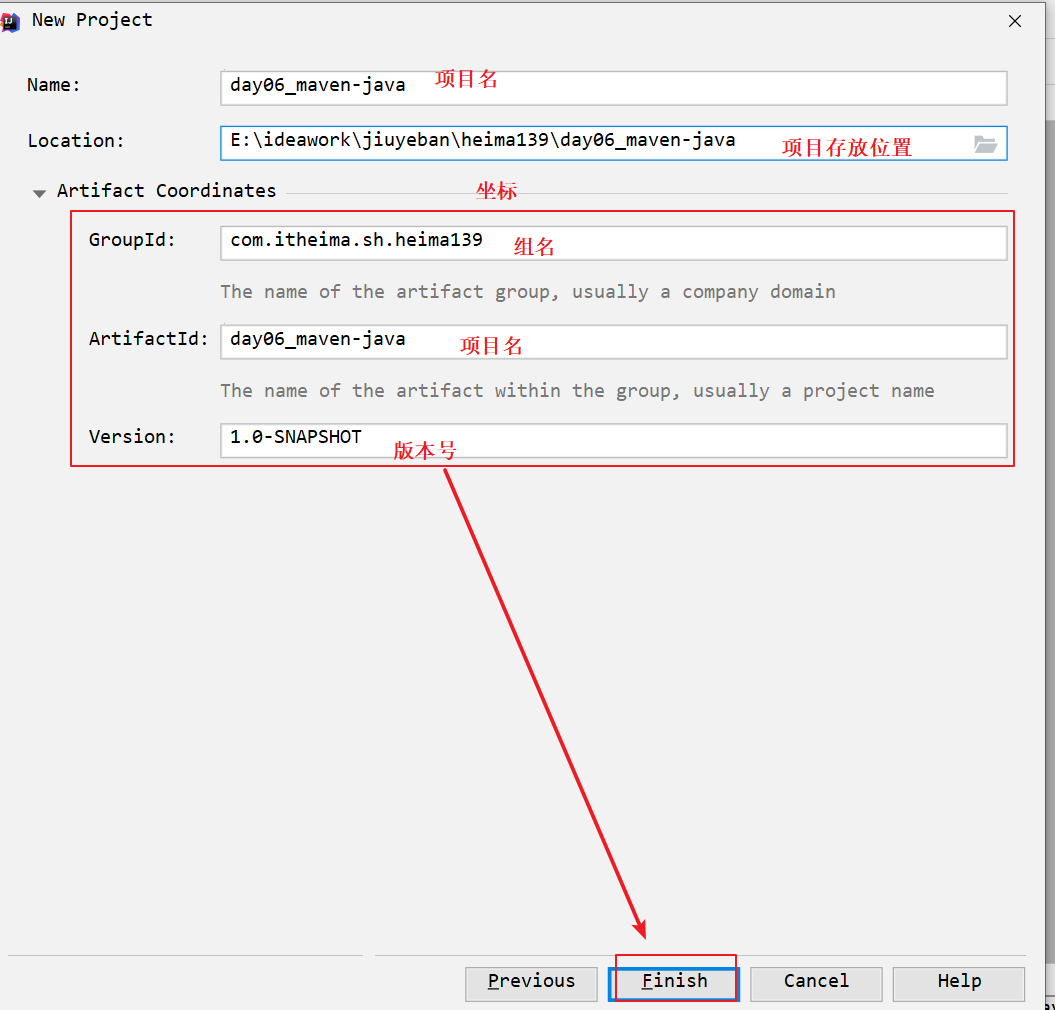 New Project
Name: day06_maven-java 项目名
Location: E:\ideawork\jiuyeban\heima139\day06_maven-java 项目存放位置
Artifact Coordinates 坐标
GroupId: com.itheima.sh.heima139 组名
The name of the artifact group, usually a company domain
ArtifactId: day06_maven-java 项目名
The name of the artifact within the group, usually a project name
Version: 1.0-SNAPSHOT 版本号
Previous Finish Cancel Help